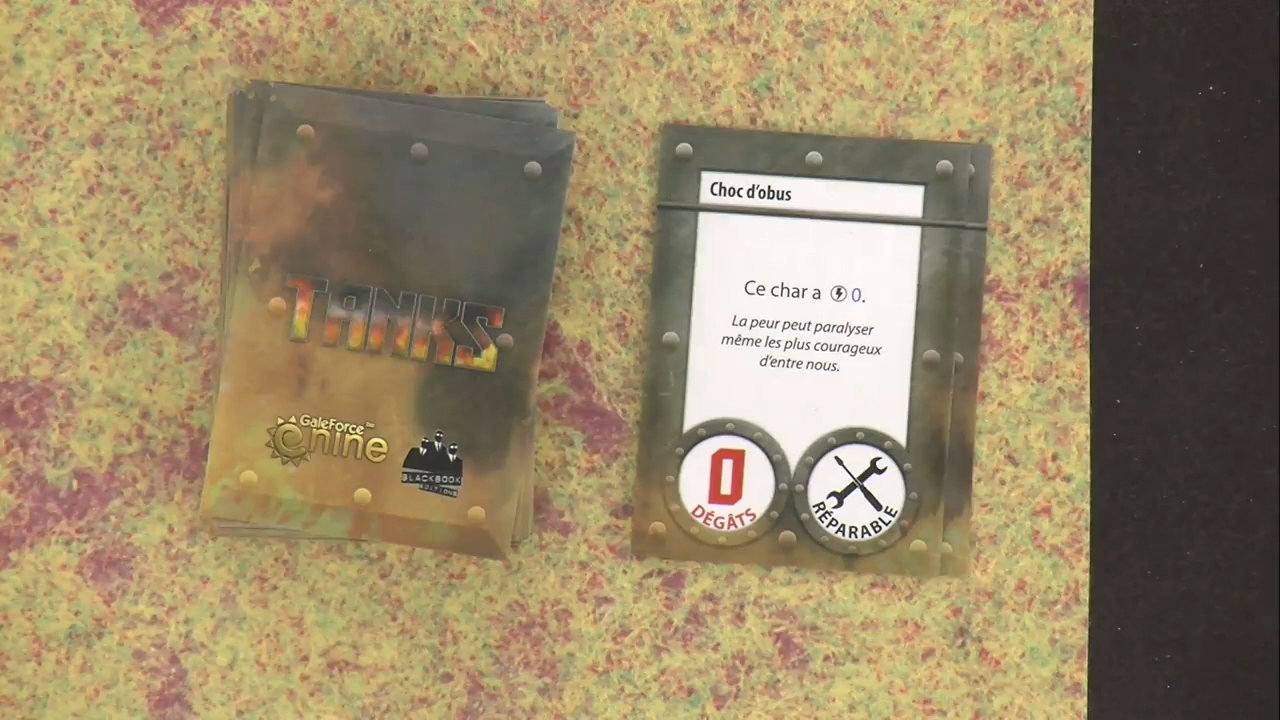 TANKS
GaleForce
nine
BLACKBOOK
EDITIONS
Choc d'obus
Ce char a 0.
La peur peut paralyser
même les plus courageux
d'entre nous.
0
DÉGÂTS
RÉPARABLE